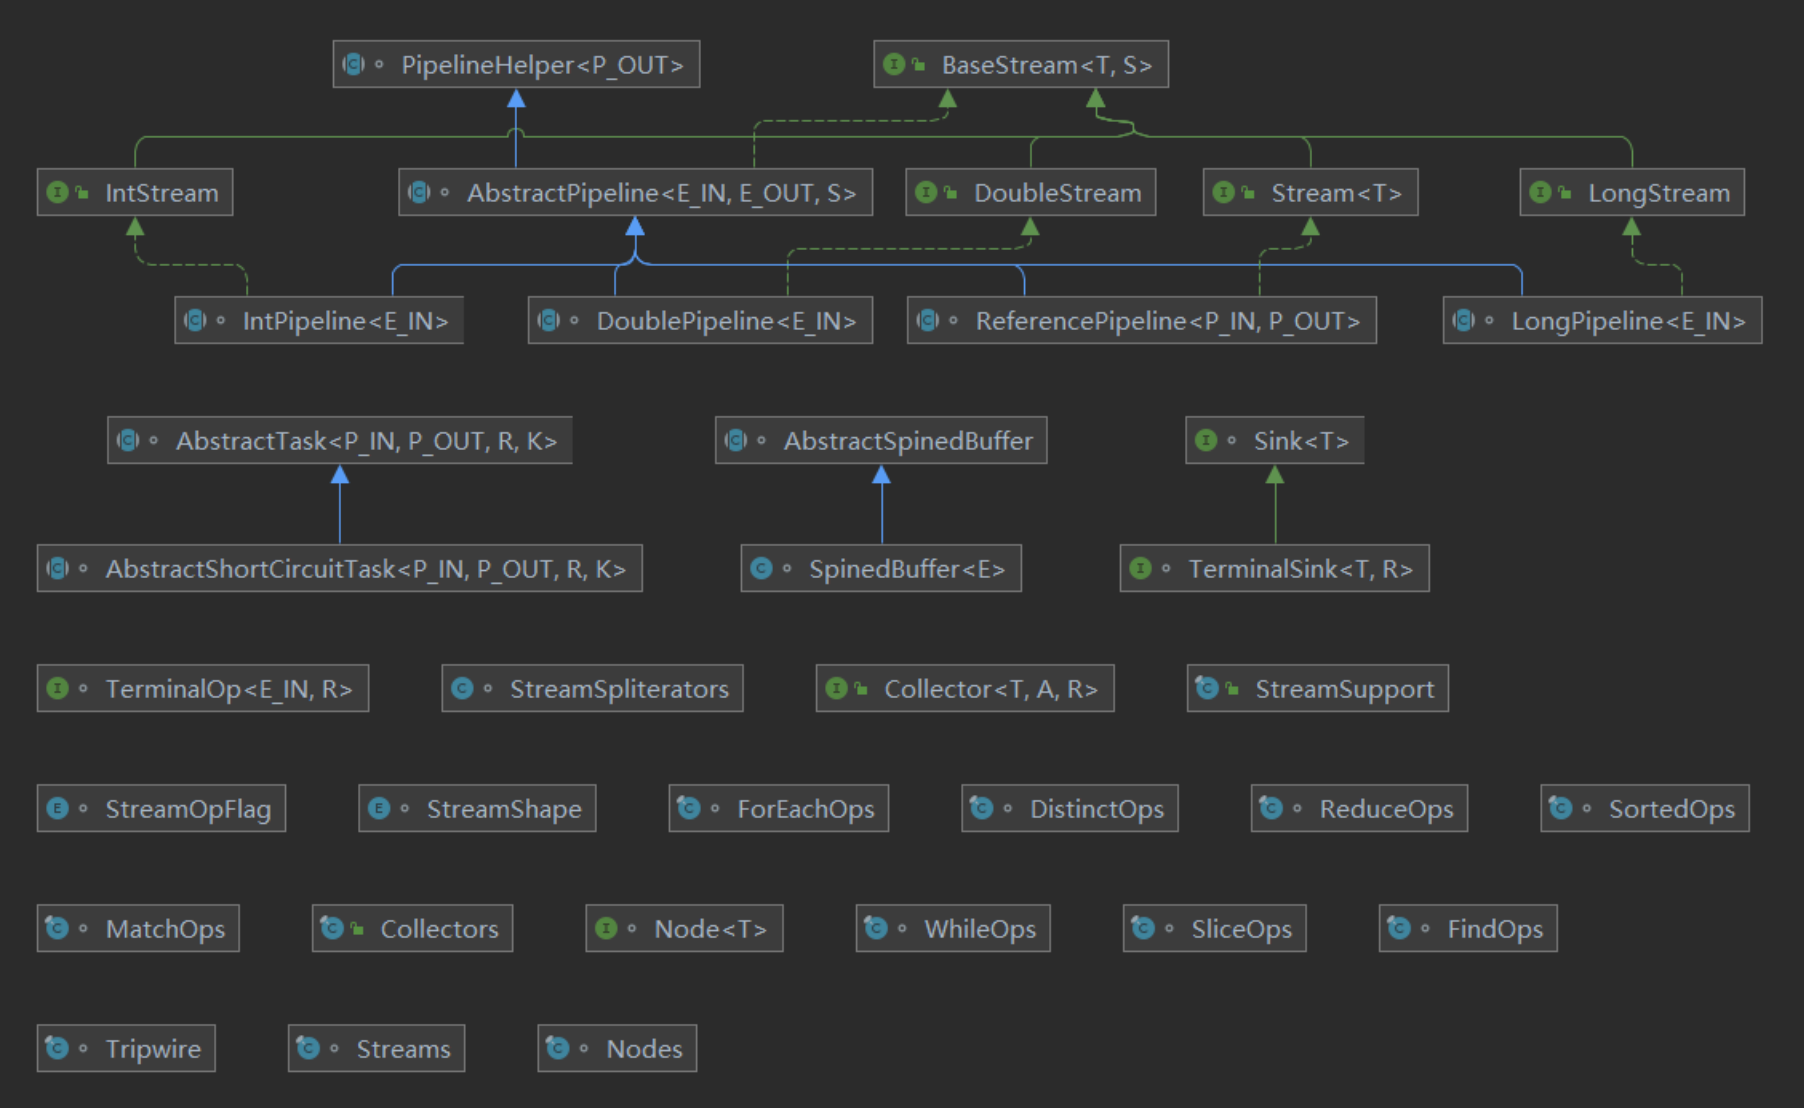 PipelineHelper<P_OUT> BaseStream<T, S>
IntStream AbstractPipeline<E_IN, E_OUT, S> DoubleStream Stream<T> LongStream
IntPipeline<E_IN> DoublePipeline<E_IN> ReferencePipeline<P_IN, P_OUT> LongPipeline<E_IN>
AbstractTask<P_IN, P_OUT, R, K> AbstractSpinedBuffer Sink<T>
AbstractShortCircuitTask<P_IN, P_OUT, R, K> SpinedBuffer<E> TerminalSink<T, R>
TerminalOp<E_IN, R> StreamSpliterators Collector<T, A, R> StreamSupport
StreamOpFlag StreamShape ForEachOps DistinctOps ReduceOps SortedOps
MatchOps Collectors Node<T> WhileOps SliceOps FindOps
Tripwire Streams Nodes